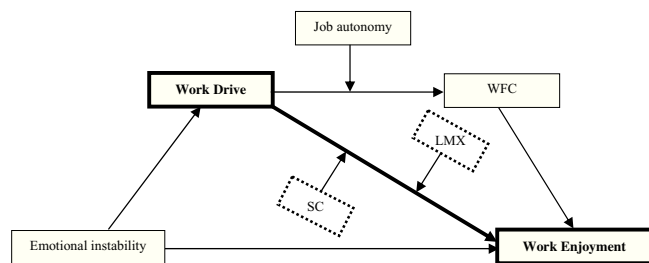 Job autonomy
Work Drive
WFC
LMX
SC
Emotional instability
Work Enjoyment